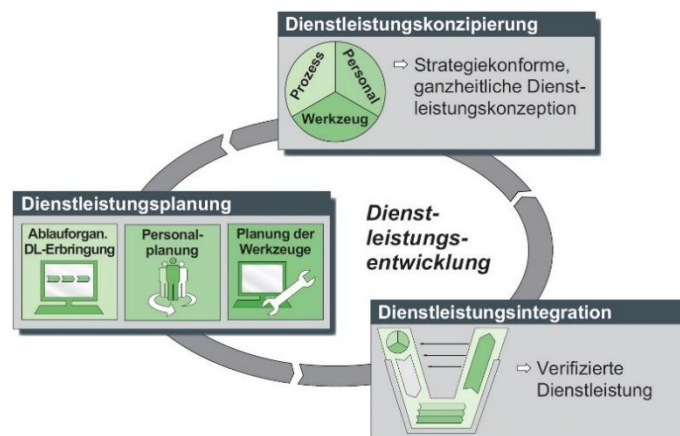 Dienstleistungskonzipierung
Prozess
Personal
Werkzeug
⇨ Strategiekonforme,
ganzheitliche Dienst-
leistungskonzeption
Dienstleistungsplanung
Ablauforgan.
DL-Erbringung
Personal-
planung
Planung der
Werkzeuge
Dienst-
leistungs-
entwicklung
Dienstleistungsintegration
⇨ Verifizierte
Dienstleistung